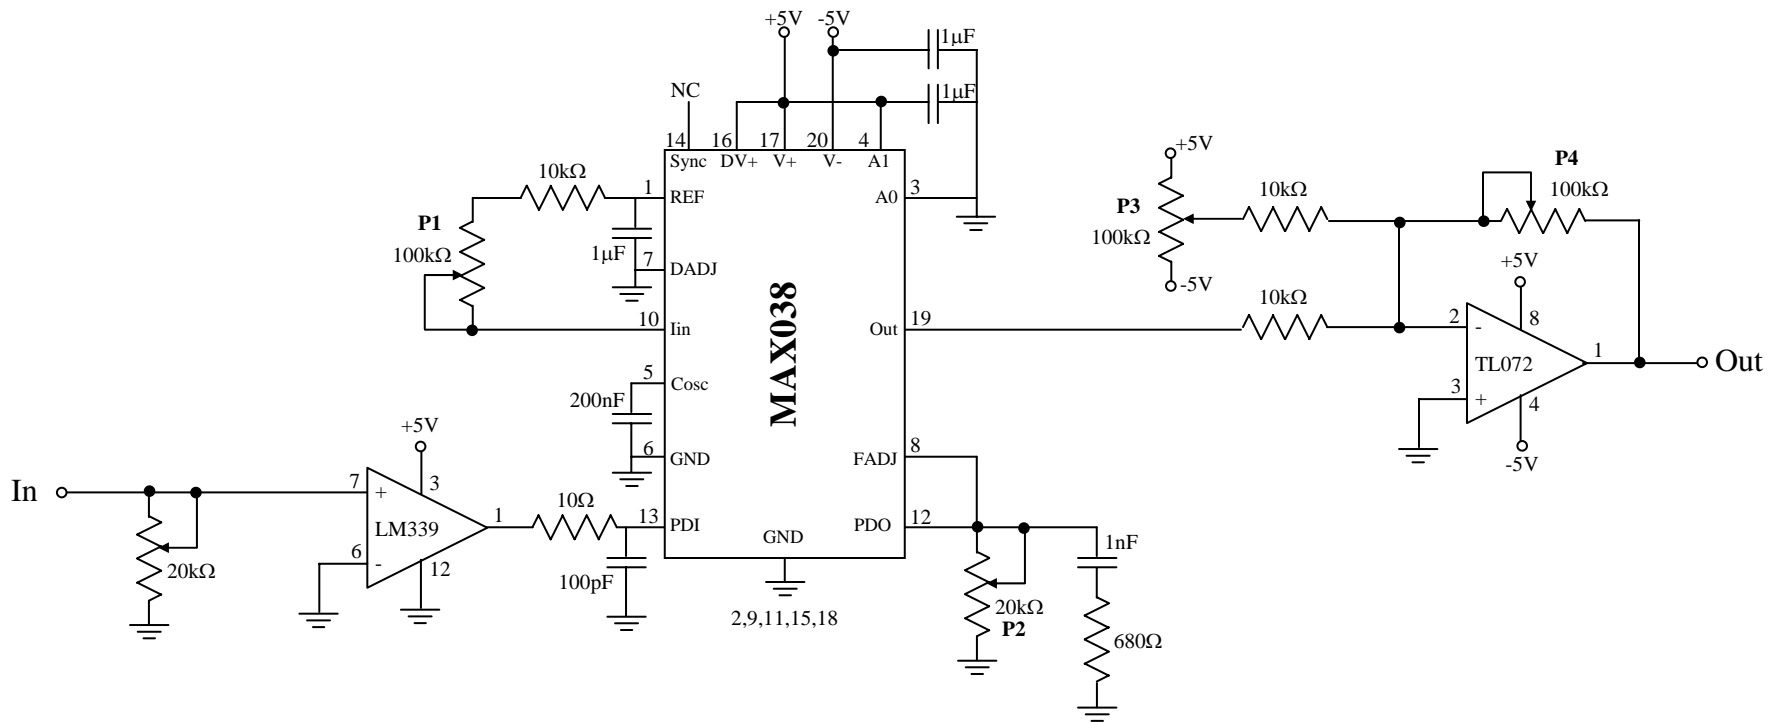 +5V
-5V
1µF
1µF
NC
14
16
17
20
4
Sync
DV+
V+
V-
A1
10kΩ
1
REF
A0
3
P1
100kΩ
1µF
7
DADJ
10
Iin
MAX038
Out
19
5
Cosc
200nF
6
GND
FADJ
8
In
+5V
7
+
3
LM339
1
6
-
12
20kΩ
10Ω
13
PDI
100pF
PDO
12
GND
2,9,11,15,18
1nF
20kΩ
P2
680Ω
+5V
P3
100kΩ
-5V
10kΩ
10kΩ
P4
100kΩ
+5V
8
2
-
TL072
1
Out
3
+
4
-5V